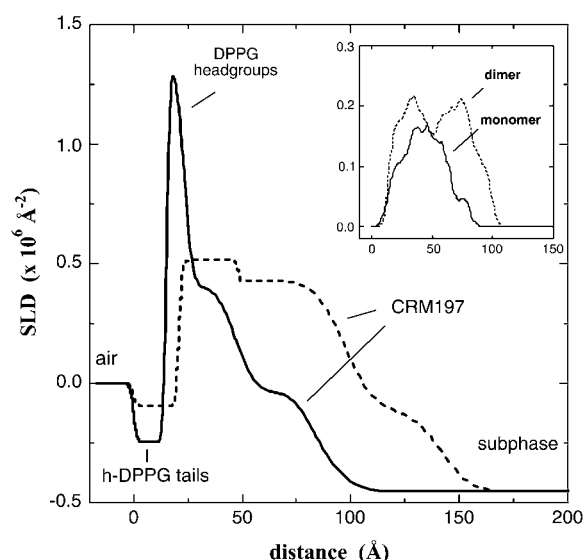 1.5
1.0
0.5
0.0
-0.5
SLD (x 10⁶ Å⁻²)
DPPG
headgroups
0.3
0.2
0.1
0.0
dimer
monomer
0 50 100 150
CRM197
air
h-DPPG tails
subphase
0 50 100 150 200
distance (Å)